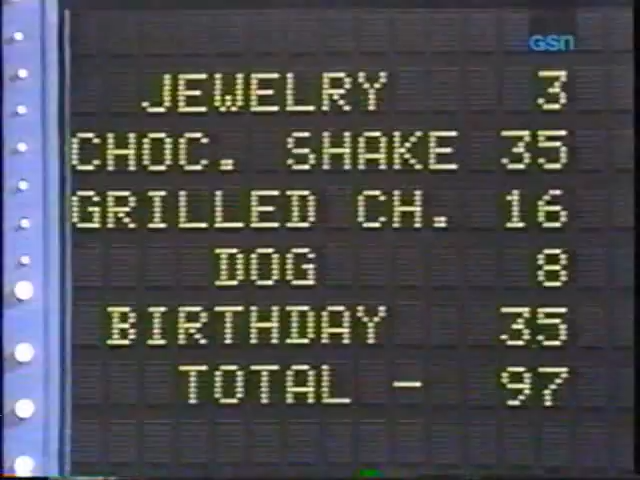 GSN
JEWELRY 3
CHOC. SHAKE 35
GRILLED CH. 16
DOG 8
BIRTHDAY 35
TOTAL - 97